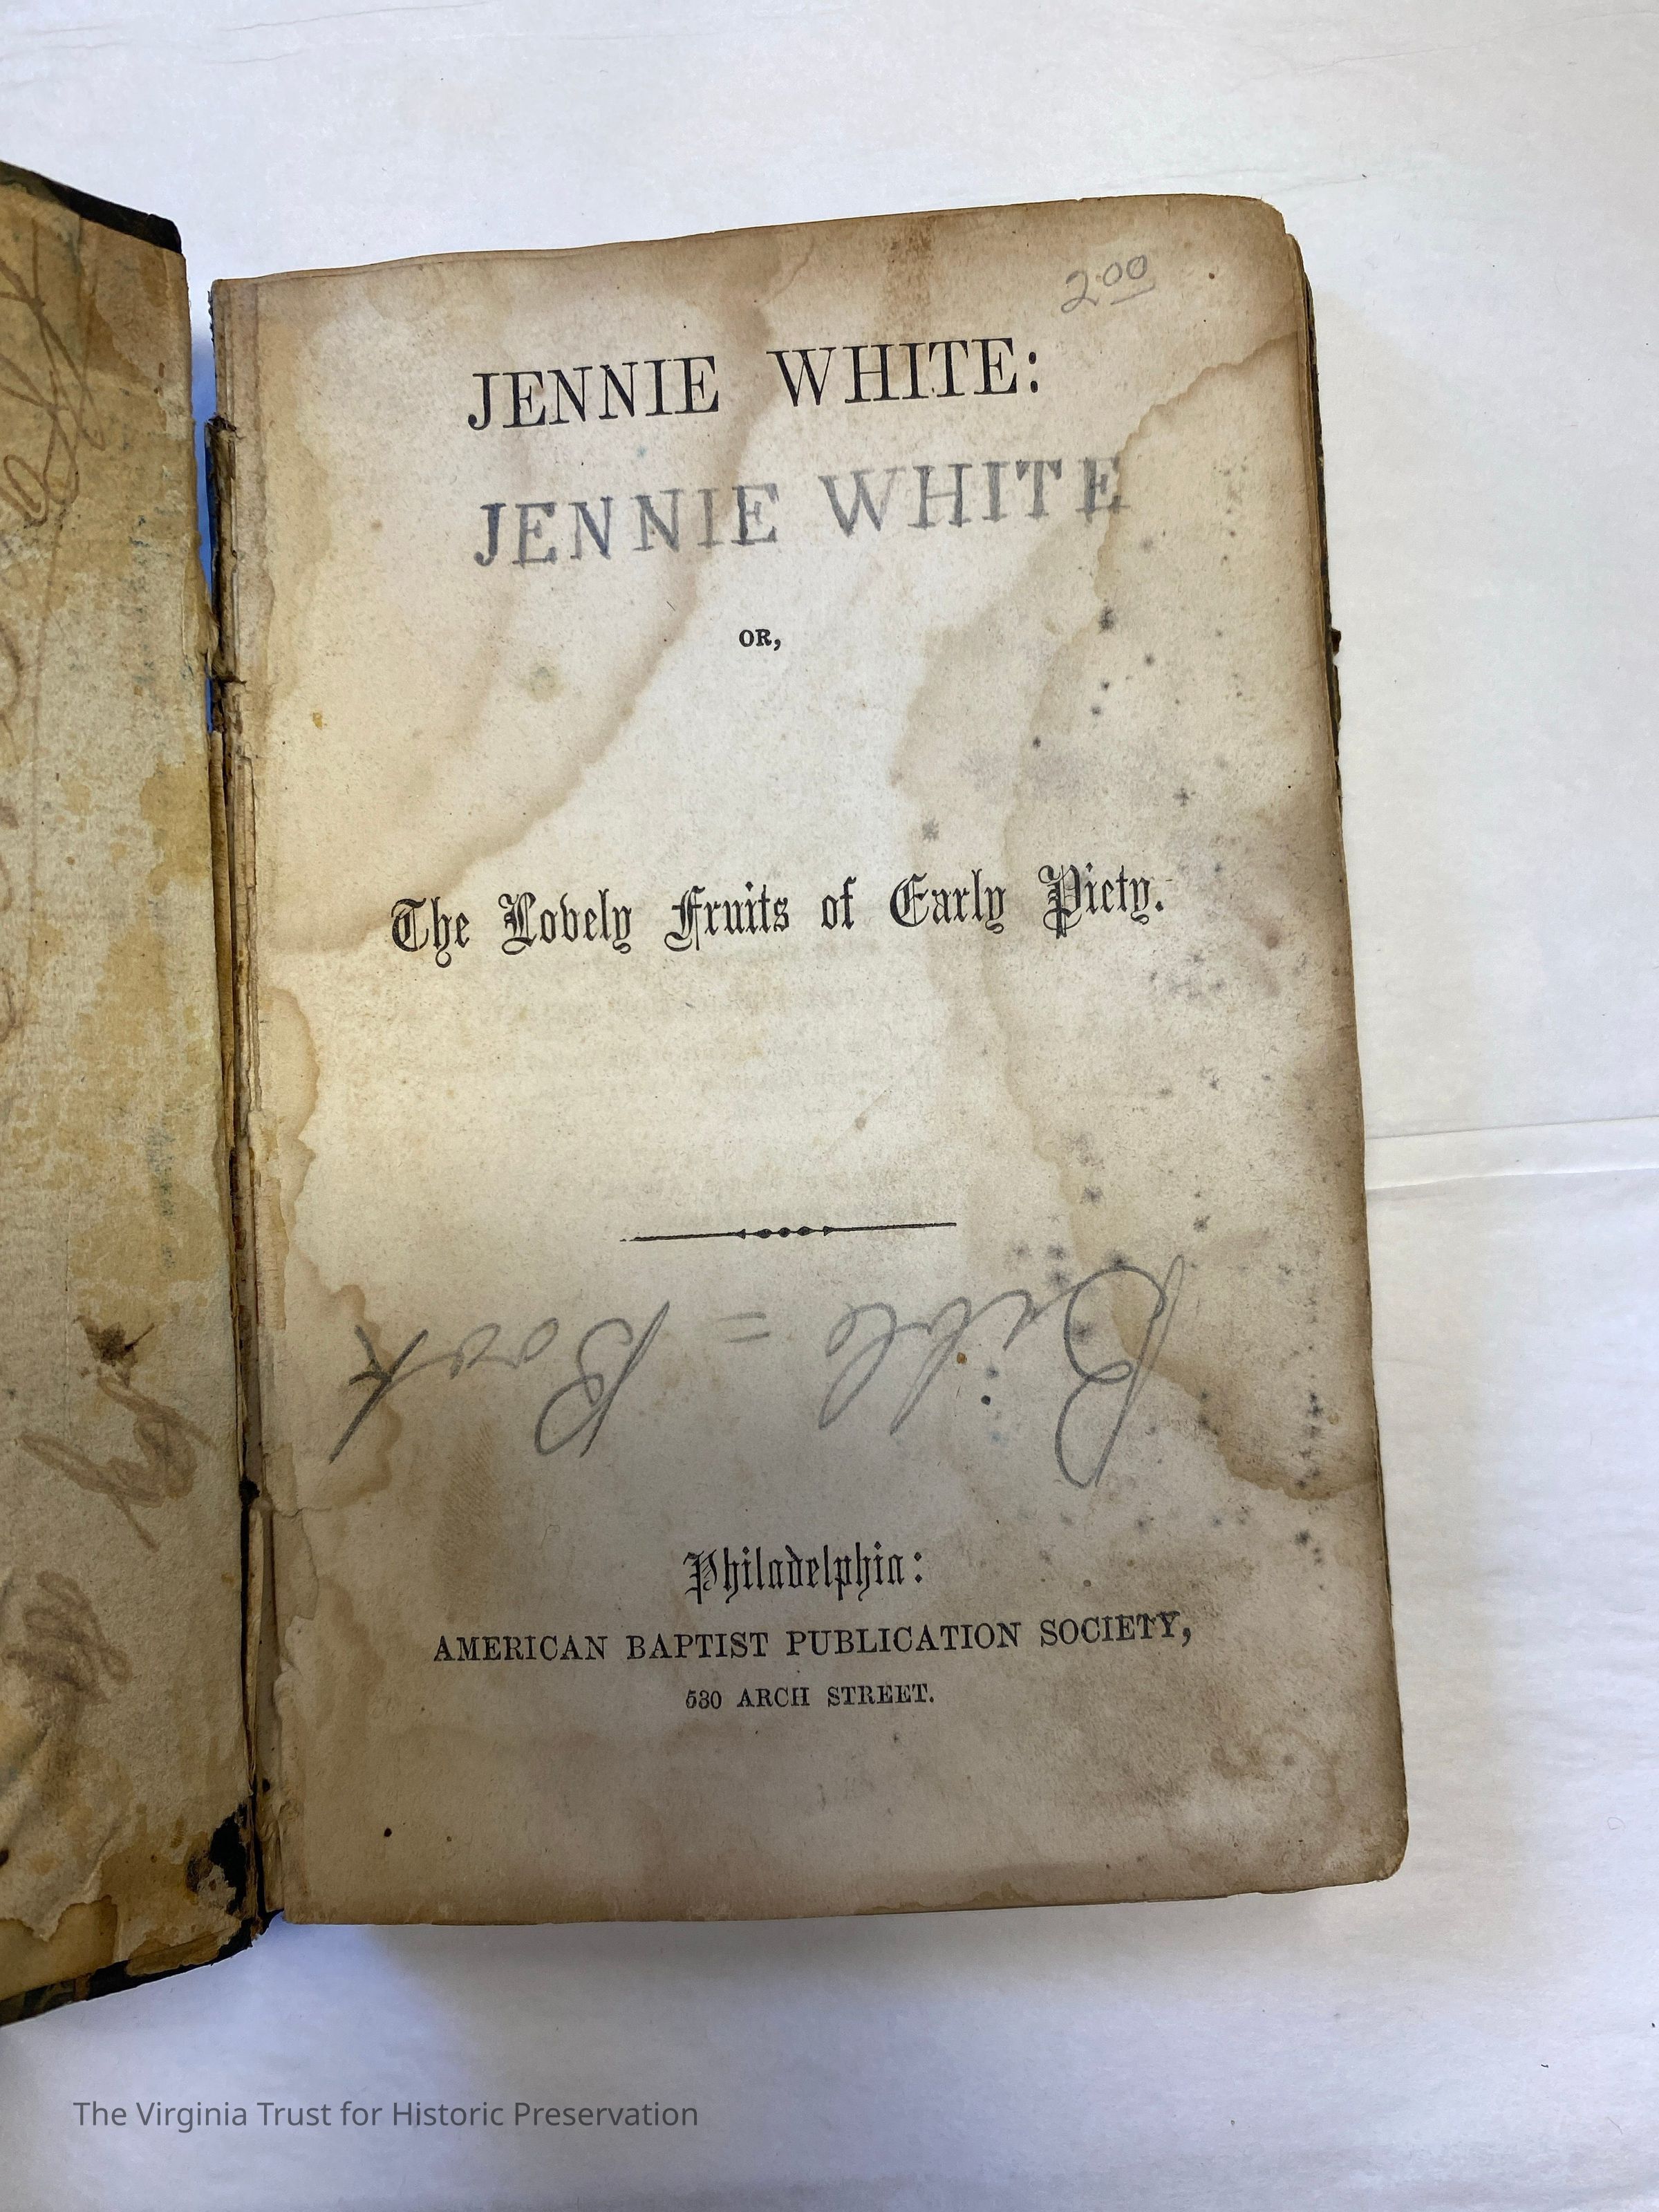 2.00
JENNIE WHITE:
JENNIE WHITE
OR,
The Lovely Fruits of Early Piety.
Bible = Book
Philadelphia:
AMERICAN BAPTIST PUBLICATION SOCIETY,
530 ARCH STREET.
The Virginia Trust for Historic Preservation